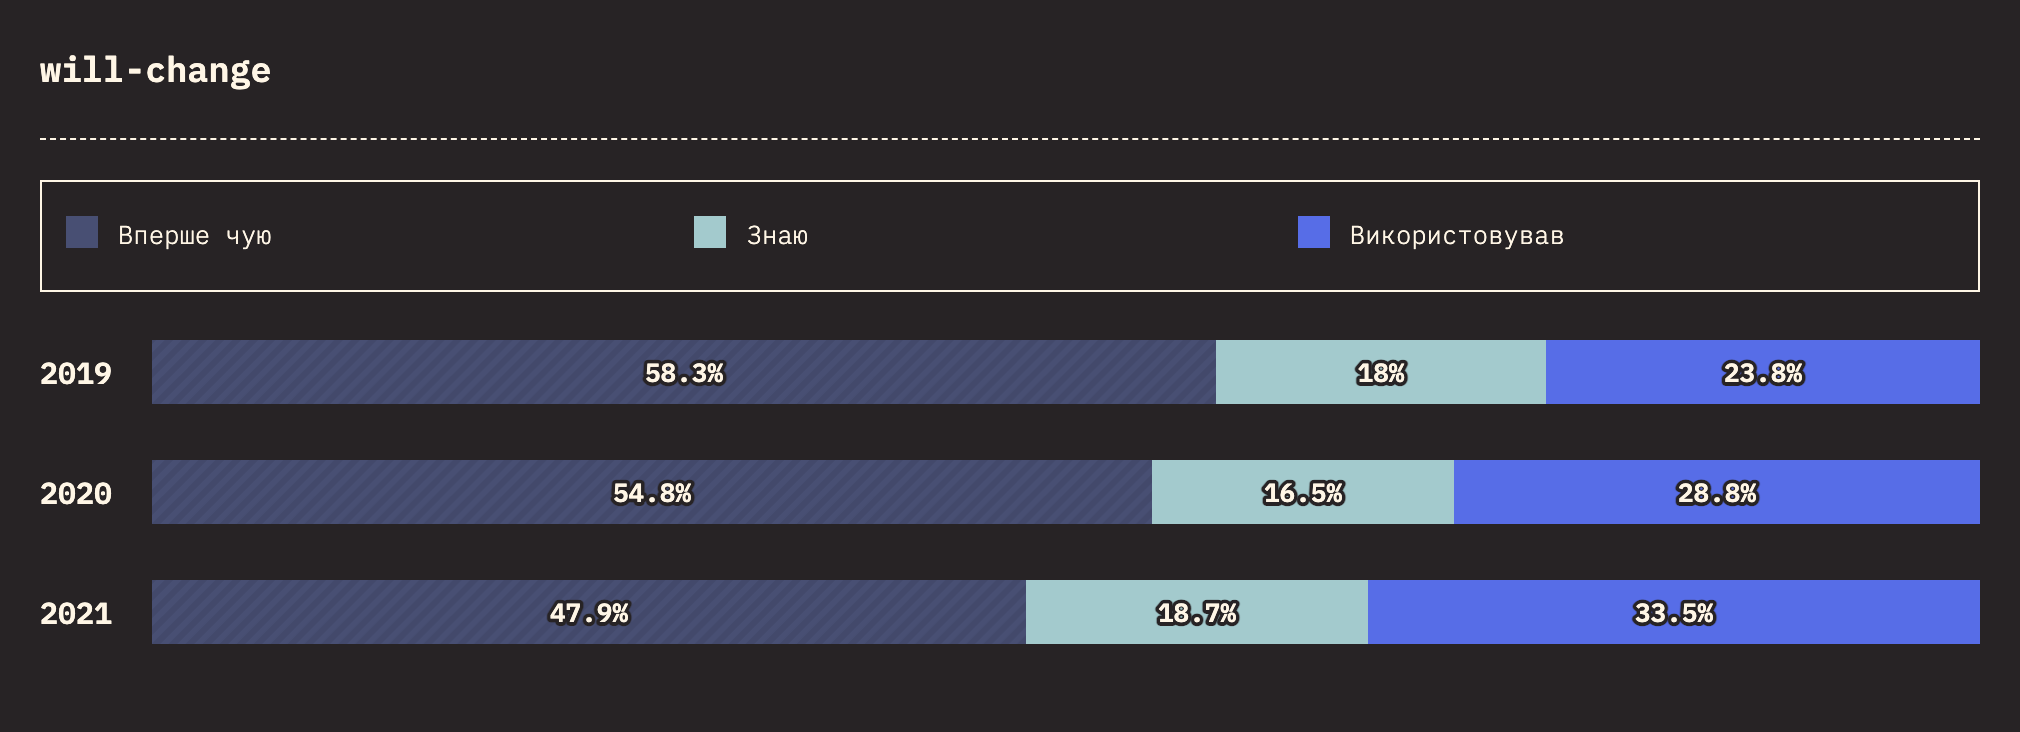 will-change
Вперше чую Знаю Використовував
2019 58.3% 18% 23.8%
2020 54.8% 16.5% 28.8%
2021 47.9% 18.7% 33.5%